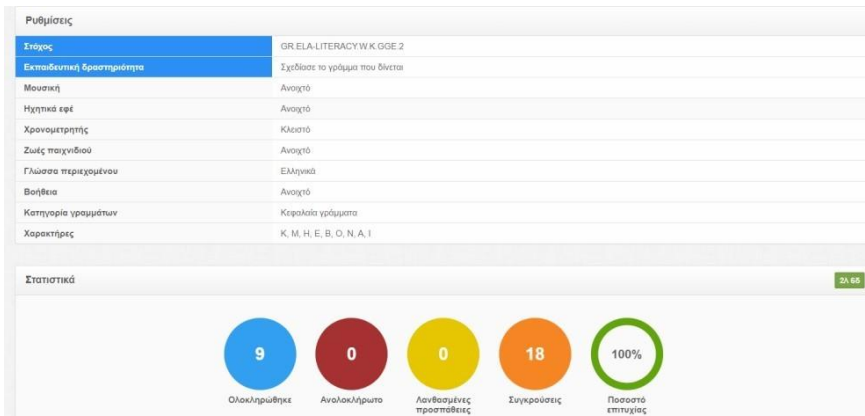 Ρυθμίσεις
Στόχος GR.ELA-LITERACY.W.K.GGE.2
Εκπαιδευτική δραστηριότητα Σχεδίασε το γράμμα που δίνεται
Μουσική Ανοιχτό
Ηχητικά εφέ Ανοιχτό
Χρονομετρητής Κλειστό
Ζωές παιχνιδιού Ανοιχτό
Γλώσσα περιεχομένου Ελληνικά
Βοήθεια Ανοιχτό
Κατηγορία γραμμάτων Κεφαλαία γράμματα
Χαρακτήρες Κ, Μ, Η, Ε, Β, Ο, Ν, Α, Ι
Στατιστικά 2λ 6δ
9 0 0 18 100%
Ολοκληρώθηκε Ανολοκλήρωτο Λανθασμένες Συγκρούσεις Ποσοστό
προσπάθειες επιτυχίας